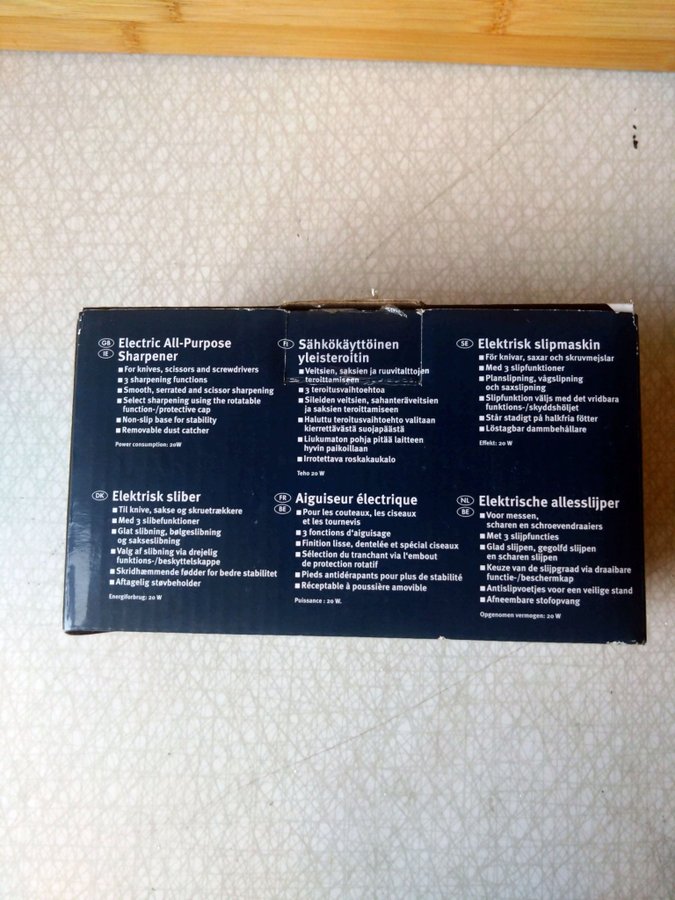 GB
IE
Electric All-Purpose
Sharpener
■ For knives, scissors and screwdrivers
■ 3 sharpening functions
■ Smooth, serrated and scissor sharpening
■ Select sharpening using the rotatable
function-/protective cap
■ Non-slip base for stability
■ Removable dust catcher
Power consumption: 20W
FI
Sähkökäyttöinen
yleisteroitin
■ Veitsien, saksien ja ruuvitalttojen
teroittamiseen
■ 3 teroitusvaihtoehtoa
■ Sileiden veitsien, sahanteräveitsien
ja saksien teroittamiseen
■ Haluttu teroitusvaihtoehto valitaan
kierrettävästä suojapäästä
■ Liukumaton pohja pitää laitteen
hyvin paikoillaan
■ Irrotettava roskakaukalo
Teho 20 W
SE
Elektrisk slipmaskin
■ För knivar, saxar och skruvmejslar
■ Med 3 slipfunktioner
■ Planslipning, vågslipning
och saxslipning
■ Slipfunktion väljs med det vridbara
funktions-/skyddshöljet
■ Står stadigt på halkfria fötter
■ Löstagbar dammbehållare
Effekt: 20 W
DK
Elektrisk sliber
■ Til knive, sakse og skruetrækkere
■ Med 3 slibefunktioner
■ Glat slibning, bølgeslibning
og sakseslibning
■ Valg af slibning via drejelig
funktions-/beskyttelskappe
■ Skridhæmmende fødder for bedre stabilitet
■ Aftagelig støvbeholder
Energiforbrug: 20 W
FR
BE
Aiguiseur électrique
■ Pour les couteaux, les ciseaux
et les tournevis
■ 3 fonctions d'aiguisage
■ Finition lisse, dentelée et spécial ciseaux
■ Sélection du tranchant via l'embout
de protection rotatif
■ Pieds antidérapants pour plus de stabilité
■ Réceptable à poussière amovible
Puissance : 20 W.
NL
BE
Elektrische allesslijper
■ Voor messen,
scharen en schroevendraaiers
■ Met 3 slijpfuncties
■ Glad slijpen, gegolfd slijpen
en scharen slijpen
■ Keuze van de slijpgraad via draaibare
functie-/beschermkap
■ Antislipvoetjes voor een veilige stand
■ Afneembare stofopvang
Opgenomen vermogen: 20 W